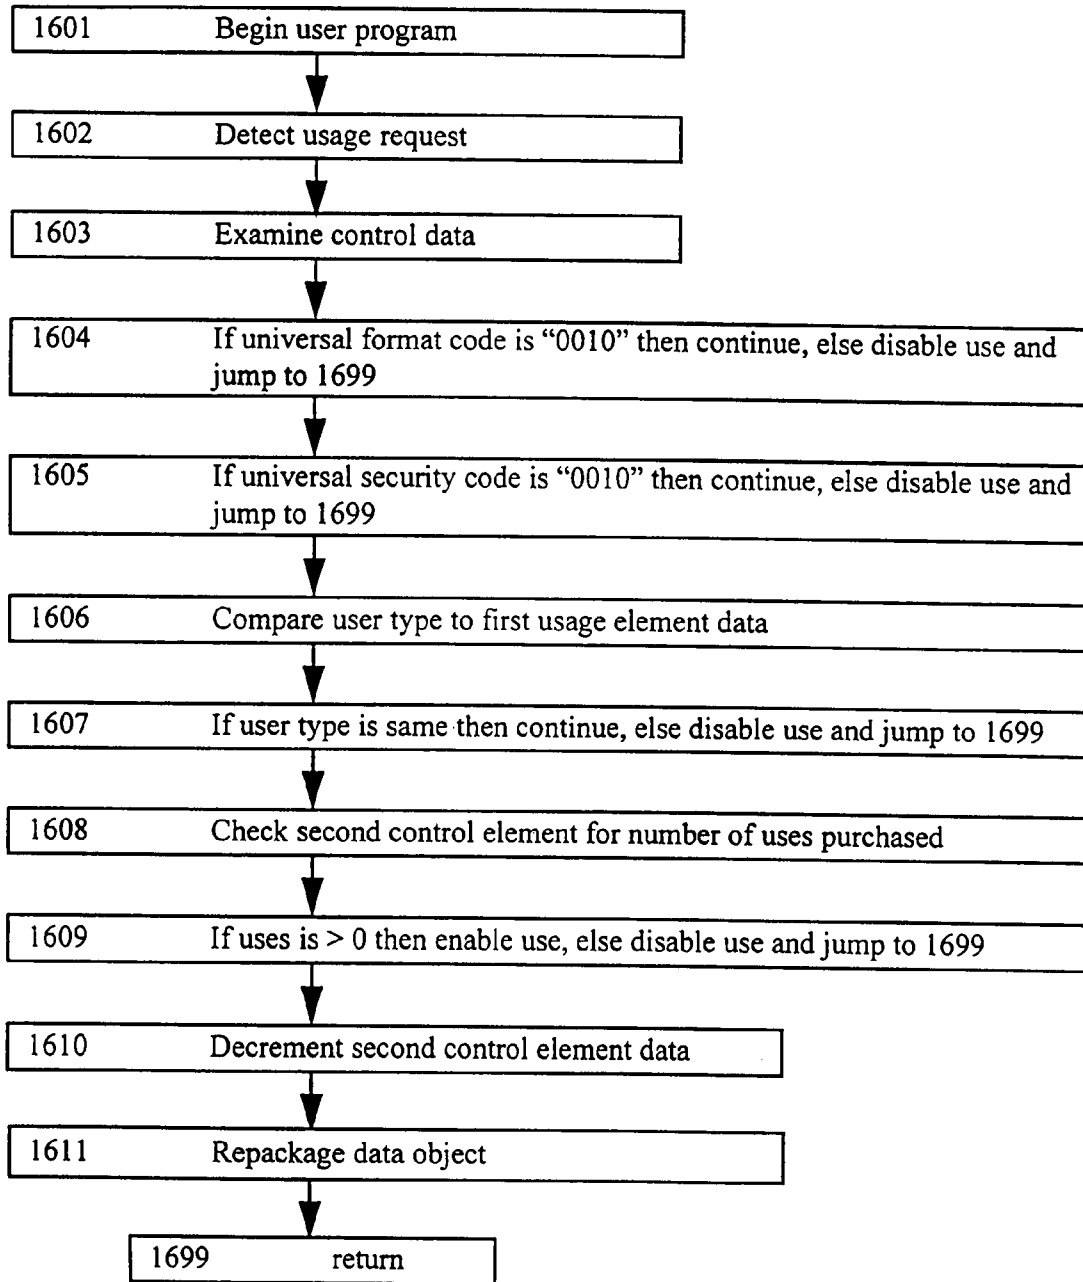 1601 Begin user program
1602 Detect usage request
1603 Examine control data
1604 If universal format code is “0010” then continue, else disable use and
jump to 1699
1605 If universal security code is “0010” then continue, else disable use and
jump to 1699
1606 Compare user type to first usage element data
1607 If user type is same then continue, else disable use and jump to 1699
1608 Check second control element for number of uses purchased
1609 If uses is > 0 then enable use, else disable use and jump to 1699
1610 Decrement second control element data
1611 Repackage data object
1699 return